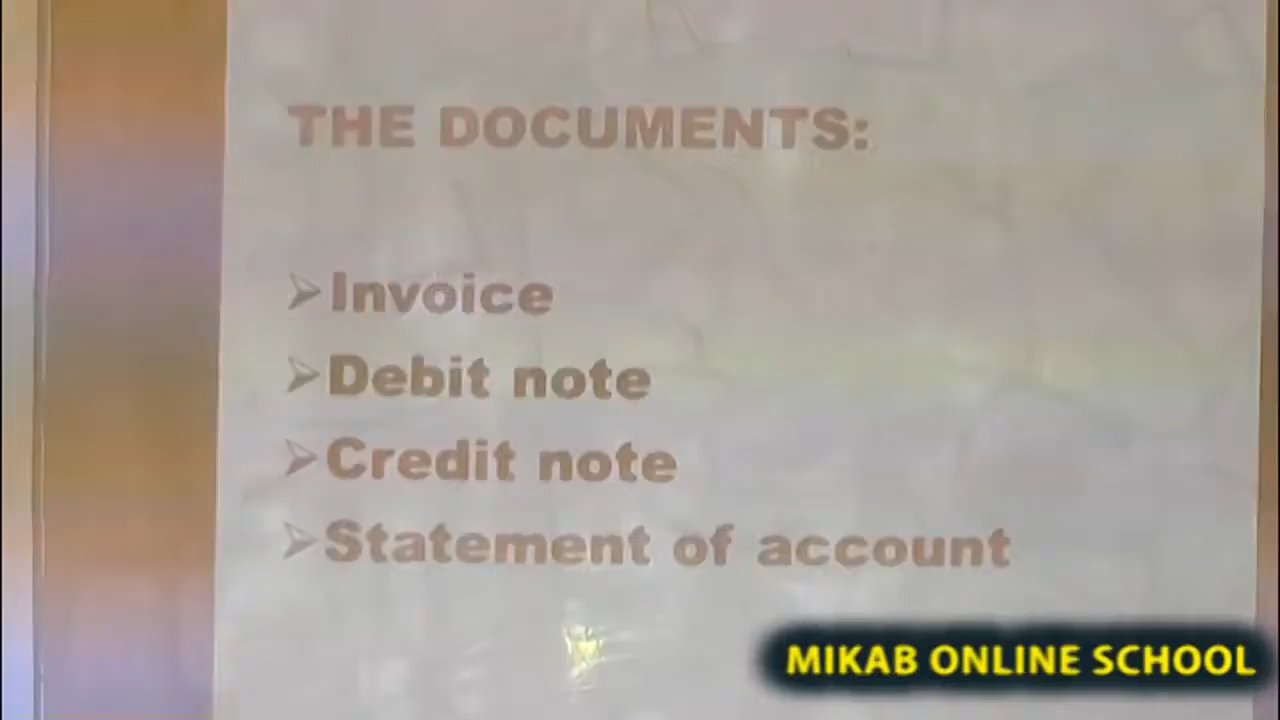 THE DOCUMENTS:
➢Invoice
➢Debit note
➢Credit note
➢Statement of account
MIKAB ONLINE SCHOOL